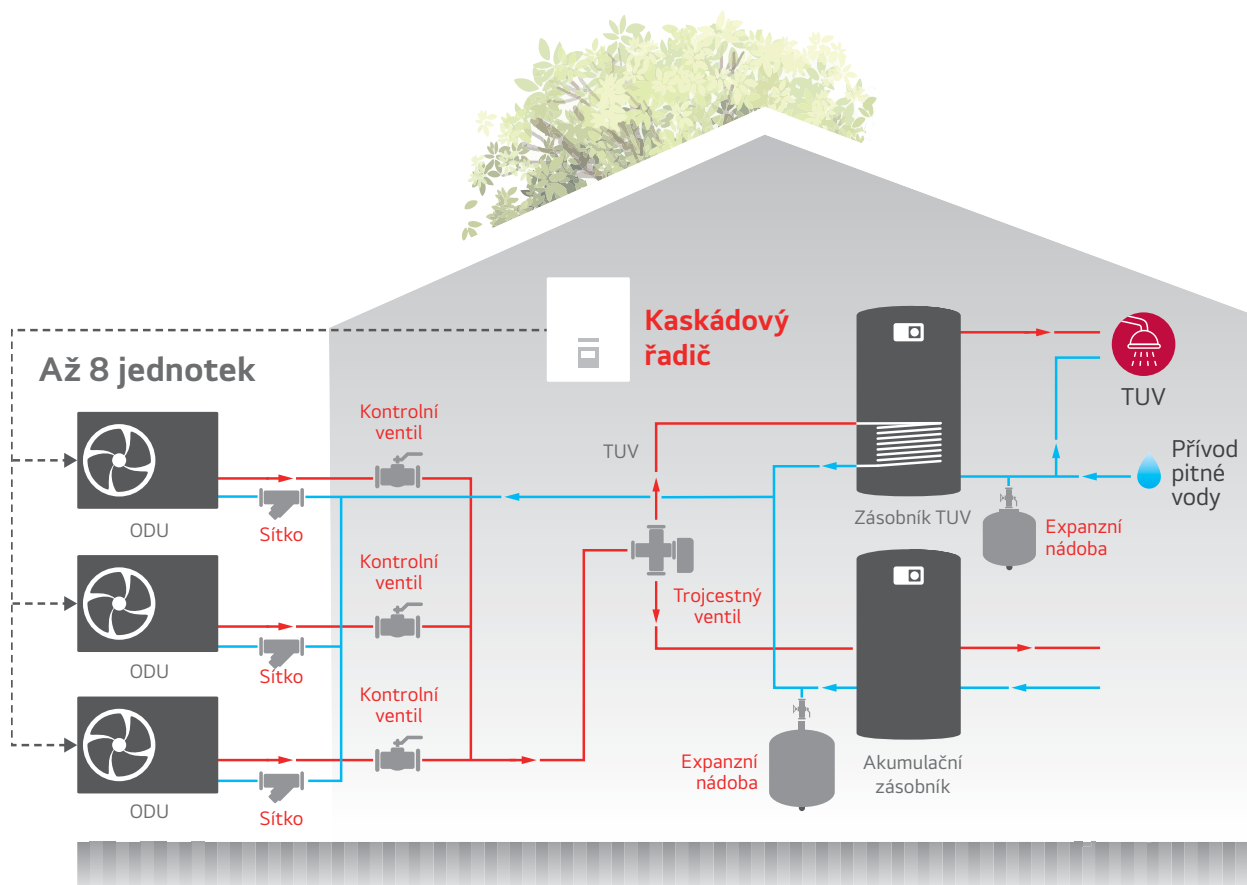 Kaskádový
řadič
Až 8 jednotek
TUV
Kontrolní
ventil
TUV
Přívod
pitné
vody
ODU
Sítko
Zásobník TUV
Expanzní
nádoba
Kontrolní
ventil
Trojcestný
ventil
ODU
Sítko
Kontrolní
ventil
Expanzní
nádoba
Akumulační
zásobník
ODU
Sítko